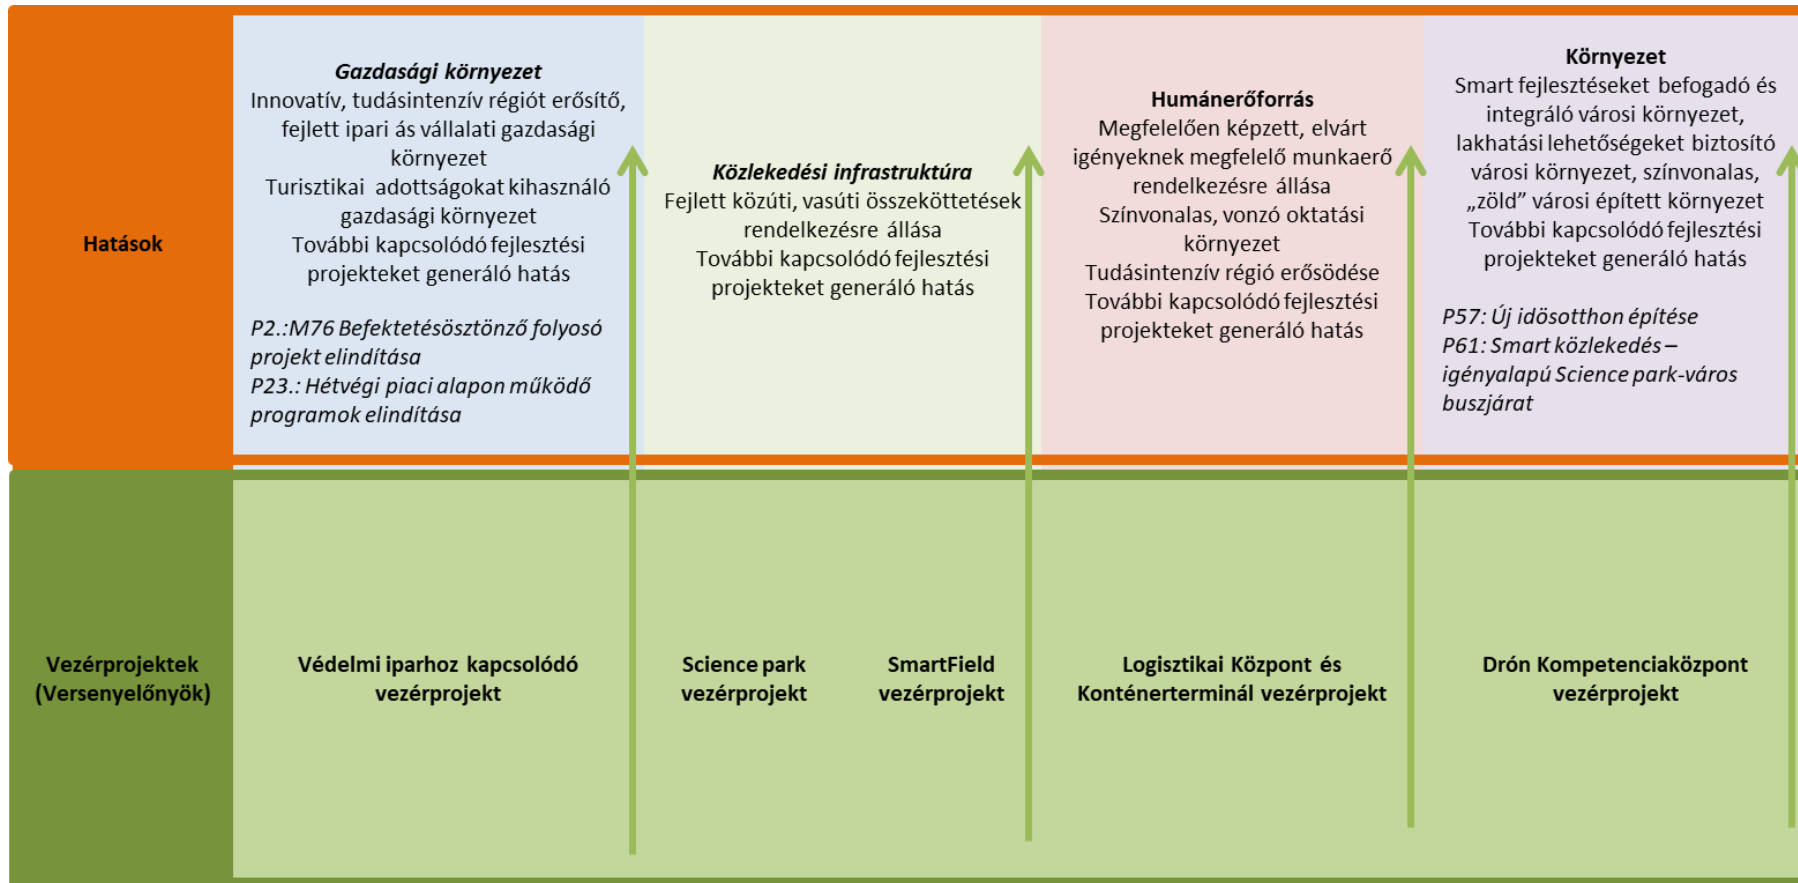 Hatások
Gazdasági környezet
Innovatív, tudásintenzív régiót erősítő,
fejlett ipari ás vállalati gazdasági
környezet
Turisztikai adottságokat kihasználó
gazdasági környezet
További kapcsolódó fejlesztési
projekteket generáló hatás
P2.:M76 Befektetésösztönző folyosó
projekt elindítása
P23.: Hétvégi piaci alapon működő
programok elindítása
Közlekedési infrastruktúra
Fejlett közúti, vasúti összeköttetések
rendelkezésre állása
További kapcsolódó fejlesztési
projekteket generáló hatás
Humánerőforrás
Megfelelően képzett, elvárt
igényeknek megfelelő munkaerő
rendelkezésre állása
Színvonalas, vonzó oktatási
környezet
Tudásintenzív régió erősödése
További kapcsolódó fejlesztési
projekteket generáló hatás
Környezet
Smart fejlesztéseket befogadó és
integráló városi környezet,
lakhatási lehetőségeket biztosító
városi környezet, színvonalas,
„zöld” városi épített környezet
További kapcsolódó fejlesztési
projekteket generáló hatás
P57: Új idösotthon építése
P61: Smart közlekedés –
igényalapú Science park-város
buszjárat
Vezérprojektek
(Versenyelőnyök)
Védelmi iparhoz kapcsolódó
vezérprojekt
Science park
vezérprojekt
SmartField
vezérprojekt
Logisztikai Központ és
Konténerterminál vezérprojekt
Drón Kompetenciaközpont
vezérprojekt